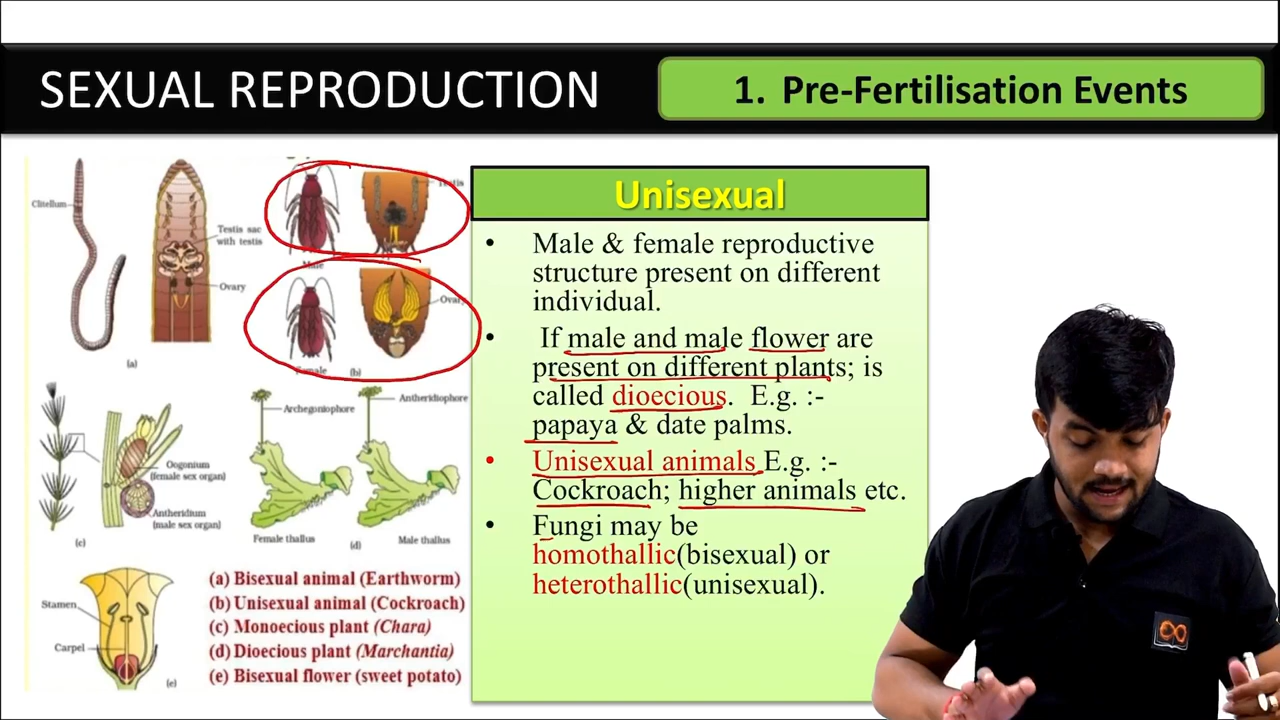 SEXUAL REPRODUCTION
1. Pre-Fertilisation Events
Clitellum
Testis sac
with testis
Ovary
(a)
Testis
Male
Ovary
Female
(b)
Archegoniophore
Antheridiophore
Oogonium
(female sex organ)
Antheridium
(male sex organ)
(c)
Female thallus
(d)
Male thallus
Stamen
Carpel
(e)
(a) Bisexual animal (Earthworm)
(b) Unisexual animal (Cockroach)
(c) Monoecious plant (Chara)
(d) Dioecious plant (Marchantia)
(e) Bisexual flower (sweet potato)
Unisexual
• Male & female reproductive
structure present on different
individual.
• If male and male flower are
present on different plants; is
called dioecious. E.g. :-
papaya & date palms.
• Unisexual animals E.g. :-
Cockroach; higher animals etc.
• Fungi may be
homothallic(bisexual) or
heterothallic(unisexual).